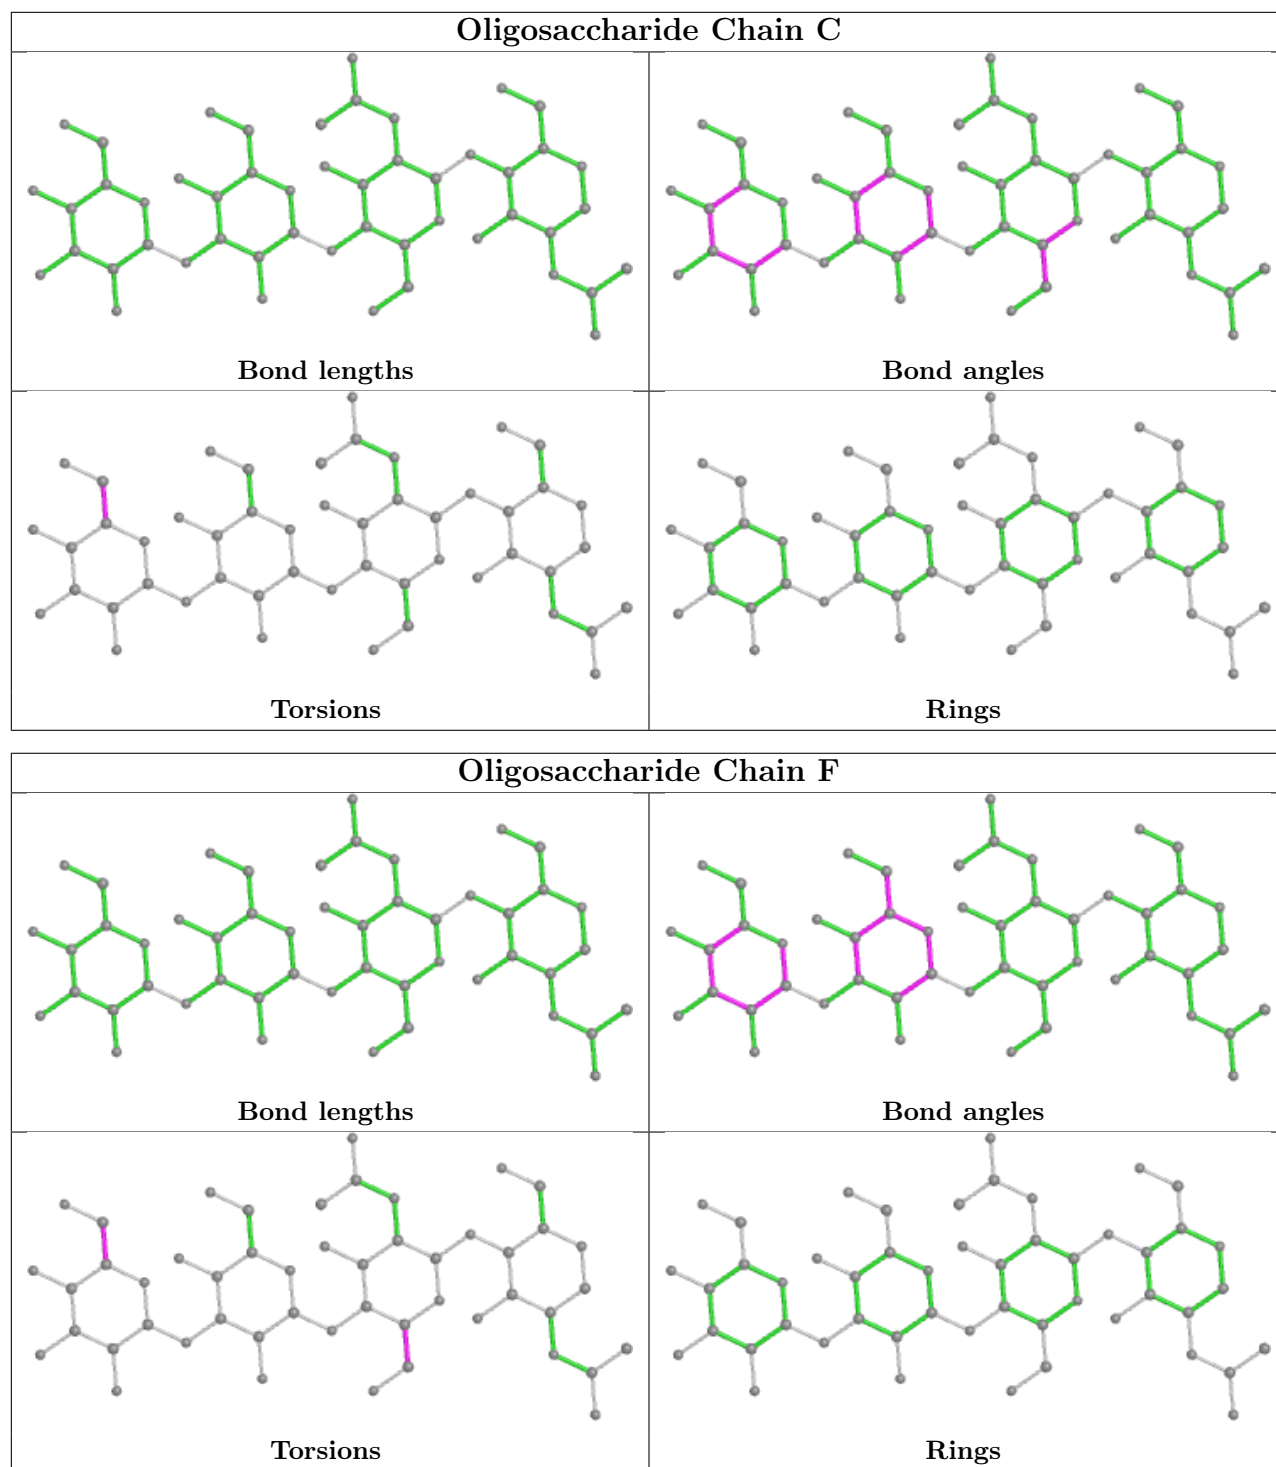 Oligosaccharide Chain C
Bond lengths
Bond angles
Torsions
Rings
Oligosaccharide Chain F
Bond lengths
Bond angles
Torsions
Rings